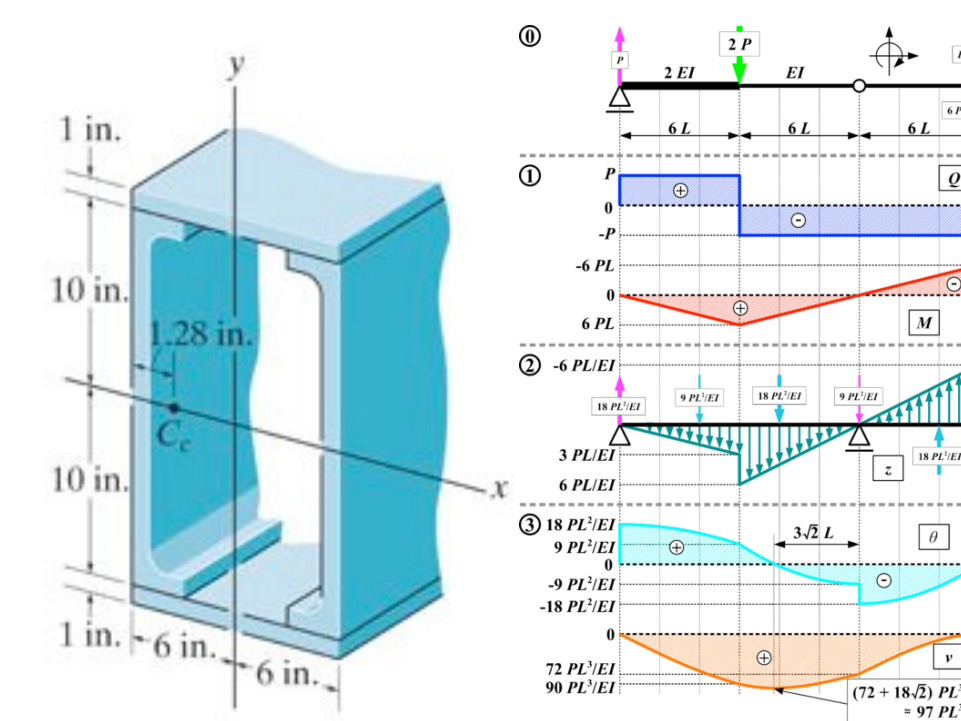 y
1 in.
10 in.
1.28 in.
Cc
x
10 in.
1 in.
6 in.
6 in.
0
P
2 P
2 EI
EI
6 P
6 L
6 L
6 L
1
P
Q
+
0
-
-P
-6 PL
0
-
+
6 PL
M
2
-6 PL/EI
18 PL²/EI
9 PL²/EI
18 PL²/EI
9 PL²/EI
3 PL/EI
z
18 PL²/EI
6 PL/EI
3
18 PL²/EI
3√2 L
θ
9 PL²/EI
+
0
-9 PL²/EI
-
-18 PL²/EI
0
+
v
72 PL³/EI
90 PL³/EI
(72 + 18√2) PL³
≈ 97 PL³